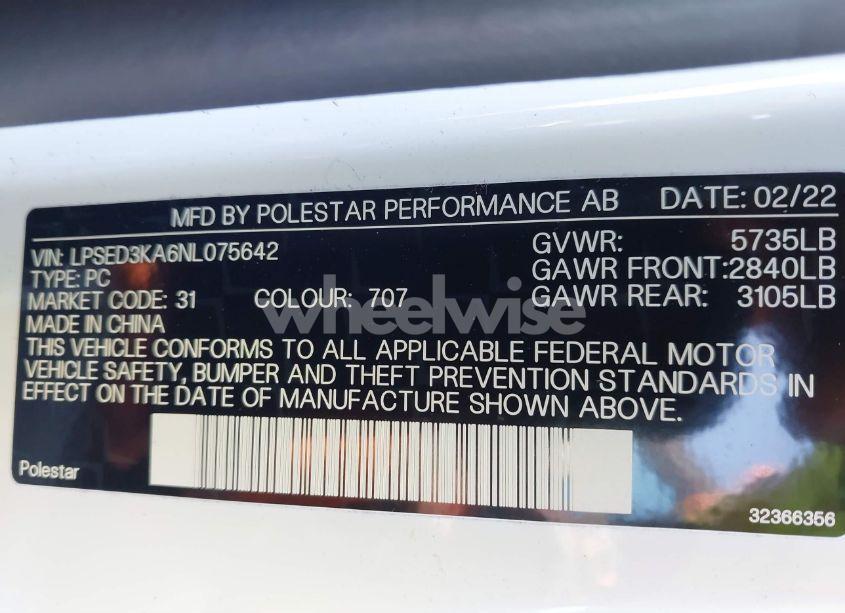 MFD BY POLESTAR PERFORMANCE AB DATE: 02/22
VIN: LPSED3KA6NL075642 GVWR: 5735LB
TYPE: PC GAWR FRONT:2840LB
MARKET CODE: 31 COLOUR: 707 GAWR REAR: 3105LB
MADE IN CHINA
wheelwise
THIS VEHICLE CONFORMS TO ALL APPLICABLE FEDERAL MOTOR
VEHICLE SAFETY, BUMPER AND THEFT PREVENTION STANDARDS IN
EFFECT ON THE DATE OF MANUFACTURE SHOWN ABOVE.
Polestar
32366356